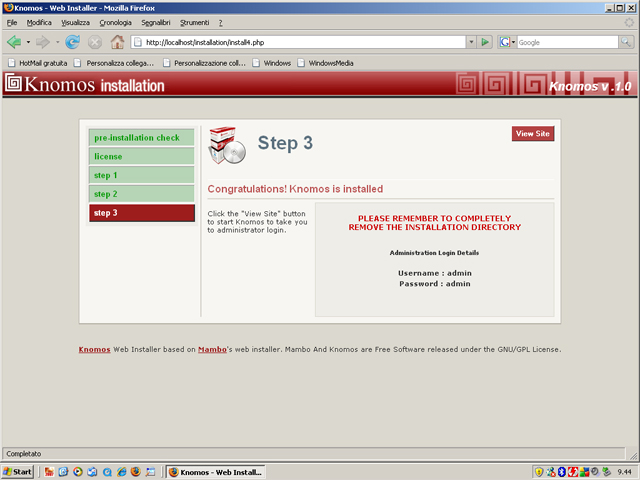 Knomos - Web Installer - Mozilla Firefox
File Modifica Visualizza Cronologia Segnalibri Strumenti ?
http://localhost/installation/install4.php
Google
HotMail gratuita Personalizza collega... Personalizzazione coll... Windows WindowsMedia
Knomos installation
Knomos v .1.0
pre-installation check
license
step 1
step 2
step 3
Step 3
View Site
Congratulations! Knomos is installed
Click the "View Site" button
to start Knomos to take you
to administrator login.
PLEASE REMEMBER TO COMPLETELY
REMOVE THE INSTALLATION DIRECTORY
Administration Login Details
Username : admin
Password : admin
Knomos Web Installer based on Mambo's web installer. Mambo And Knomos are Free Software released under the GNU/GPL License.
Completato
Start
Knomos - Web Install...
9.44